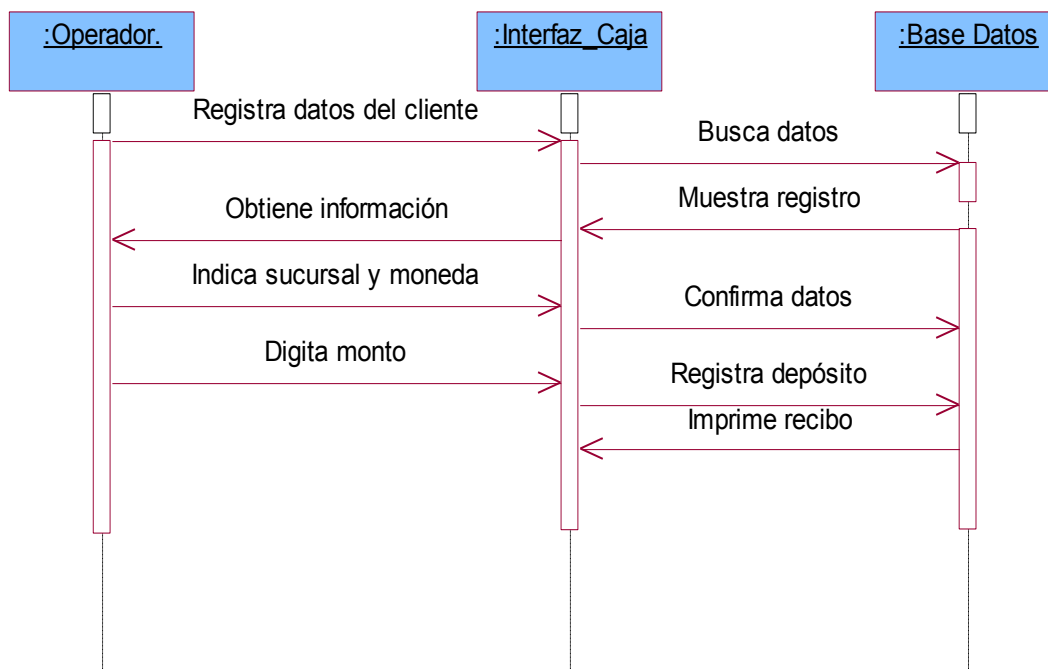 :Operador.
:Interfaz_Caja
:Base Datos
Registra datos del cliente
Busca datos
Muestra registro
Obtiene información
Indica sucursal y moneda
Confirma datos
Digita monto
Registra depósito
Imprime recibo